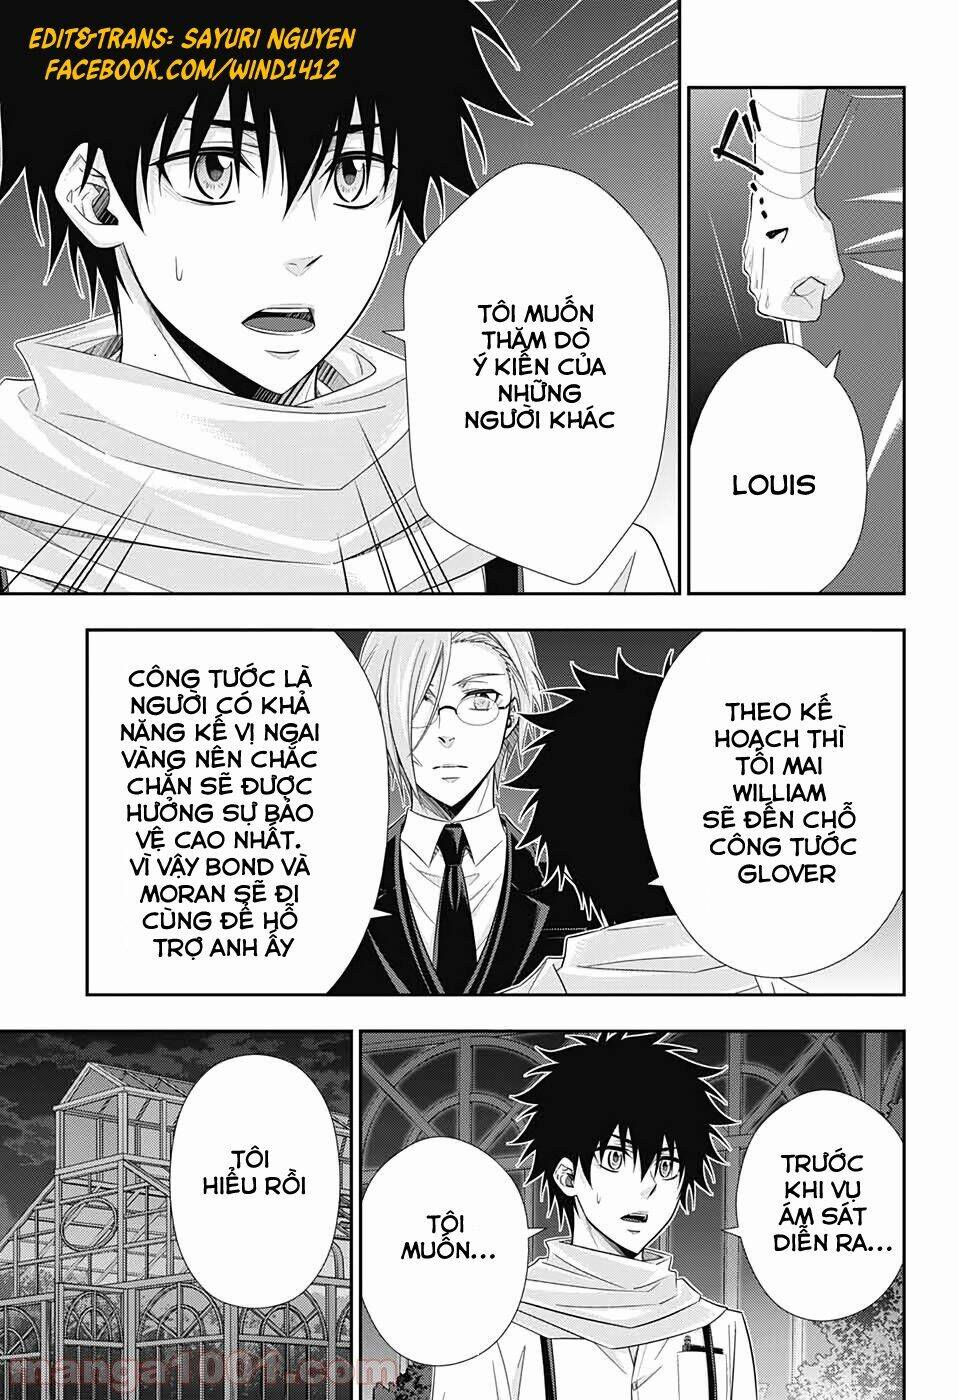 EDIT&TRANS: SAYURI NGUYEN
FACEBOOK.COM/WIND1412
LOUIS
TÔI MUỐN
THĂM DÒ
Ý KIẾN CỦA
NHỮNG
NGƯỜI KHÁC
THEO KẾ
HOẠCH THÌ
TỐI MAI
WILLIAM
SẼ ĐẾN CHỖ
CÔNG TƯỚC
GLOVER
CÔNG TƯỚC LÀ
NGƯỜI CÓ KHẢ
NĂNG KẾ VỊ NGAI
VÀNG NÊN CHẮC
CHẮN SẼ ĐƯỢC
HƯỞNG SỰ BẢO
VỆ CAO NHẤT.
VÌ VẬY BOND VÀ
MORAN SẼ ĐI
CÙNG ĐỂ HỖ
TRỢ ANH ẤY
TRƯỚC
KHI VỤ
ÁM SÁT
DIỄN RA...
TÔI
MUỐN...
TÔI
HIỂU RỒI
manga1001.com